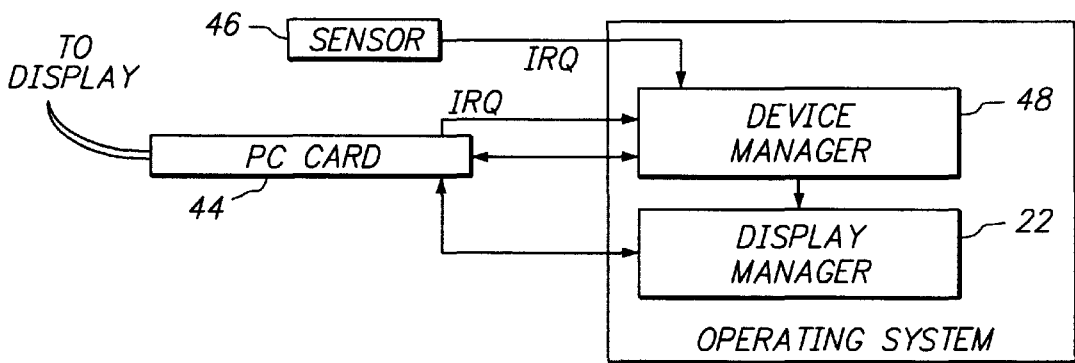 46
SENSOR
TO
DISPLAY
IRQ
IRQ
PC CARD
44
DEVICE
MANAGER
48
DISPLAY
MANAGER
22
OPERATING SYSTEM